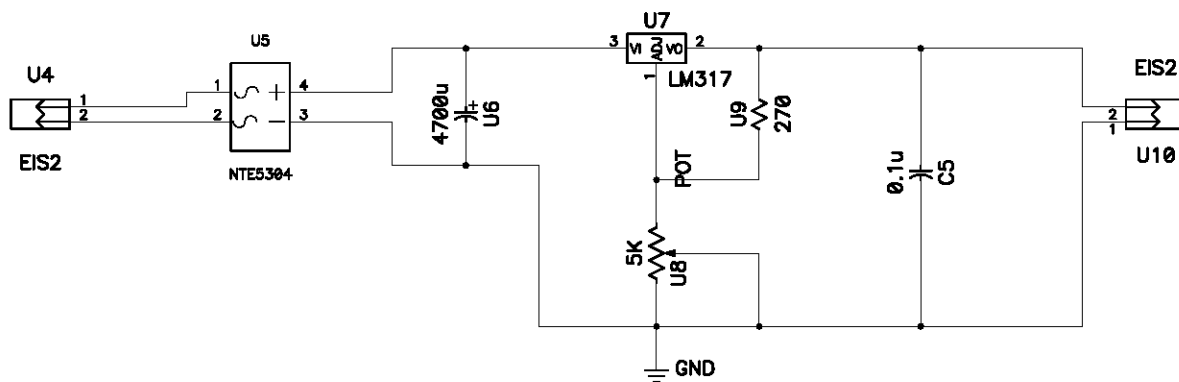 U4
1
2
EIS2
U5
1
2
4
3
NTE5304
4700u
U6
U7
3
VI
ADJ
VO
2
1
LM317
U9
270
POT
5K
U8
0.1u
C5
GND
EIS2
2
1
U10